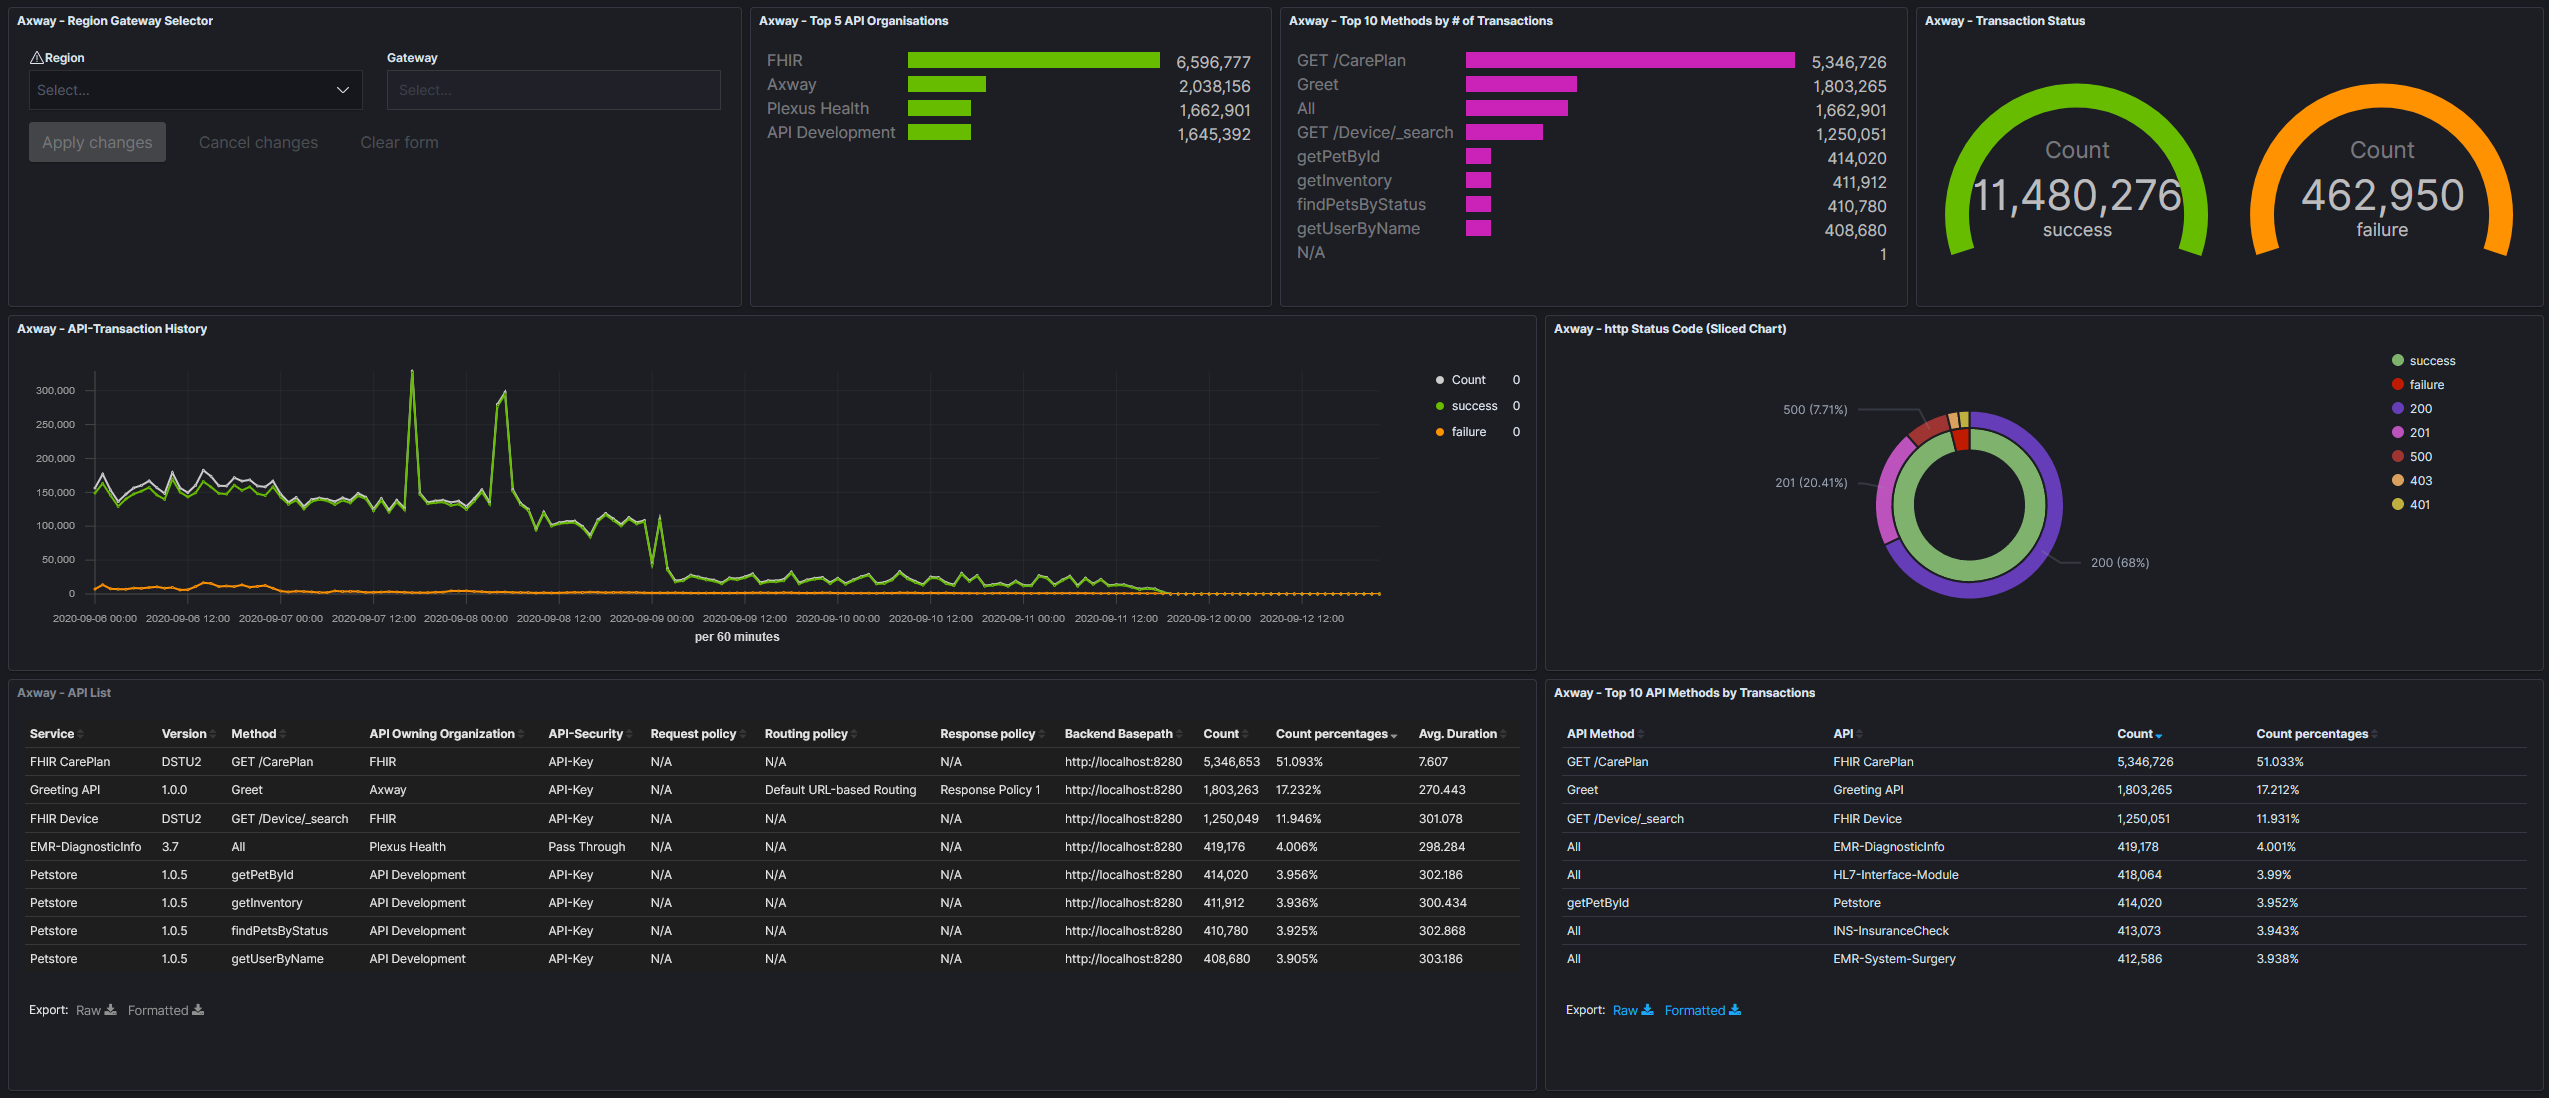 Axway - Region Gateway Selector
Region
Gateway
Select...
Select...
Apply changes
Cancel changes
Clear form
Axway - Top 5 API Organisations
FHIR 6,596,777
Axway 2,038,156
Plexus Health 1,662,901
API Development 1,645,392
Axway - Top 10 Methods by # of Transactions
GET /CarePlan 5,346,726
Greet 1,803,265
All 1,662,901
GET /Device/_search 1,250,051
getPetById 414,020
getInventory 411,912
findPetsByStatus 410,780
getUserByName 408,680
N/A 1
Axway - Transaction Status
Count
11,480,276
success
Count
462,950
failure
Axway - API-Transaction History
300,000
250,000
200,000
150,000
100,000
50,000
0
2020-09-06 00:00 2020-09-06 12:00 2020-09-07 00:00 2020-09-07 12:00 2020-09-08 00:00 2020-09-08 12:00 2020-09-09 00:00 2020-09-09 12:00 2020-09-10 00:00 2020-09-10 12:00 2020-09-11 00:00 2020-09-11 12:00 2020-09-12 00:00 2020-09-12 12:00
per 60 minutes
Count 0
success 0
failure 0
Axway - http Status Code (Sliced Chart)
500 (7.71%)
201 (20.41%)
200 (68%)
success
failure
200
201
500
403
401
Axway - API List
Service Version Method API Owning Organization API-Security Request policy Routing policy Response policy Backend Basepath Count Count percentages Avg. Duration
FHIR CarePlan DSTU2 GET /CarePlan FHIR API-Key N/A N/A N/A http://localhost:8280 5,346,653 51.093% 7.607
Greeting API 1.0.0 Greet Axway API-Key N/A Default URL-based Routing Response Policy 1 http://localhost:8280 1,803,263 17.232% 270.443
FHIR Device DSTU2 GET /Device/_search FHIR API-Key N/A N/A N/A http://localhost:8280 1,250,049 11.946% 301.078
EMR-DiagnosticInfo 3.7 All Plexus Health Pass Through N/A N/A N/A http://localhost:8280 419,176 4.006% 298.284
Petstore 1.0.5 getPetById API Development API-Key N/A N/A N/A http://localhost:8280 414,020 3.956% 302.186
Petstore 1.0.5 getInventory API Development API-Key N/A N/A N/A http://localhost:8280 411,912 3.936% 300.434
Petstore 1.0.5 findPetsByStatus API Development API-Key N/A N/A N/A http://localhost:8280 410,780 3.925% 302.868
Petstore 1.0.5 getUserByName API Development API-Key N/A N/A N/A http://localhost:8280 408,680 3.905% 303.186
Export: Raw Formatted
Axway - Top 10 API Methods by Transactions
API Method API Count Count percentages
GET /CarePlan FHIR CarePlan 5,346,726 51.033%
Greet Greeting API 1,803,265 17.212%
GET /Device/_search FHIR Device 1,250,051 11.931%
All EMR-DiagnosticInfo 419,178 4.001%
All HL7-Interface-Module 418,064 3.99%
getPetById Petstore 414,020 3.952%
All INS-InsuranceCheck 413,073 3.943%
All EMR-System-Surgery 412,586 3.938%
Export: Raw Formatted